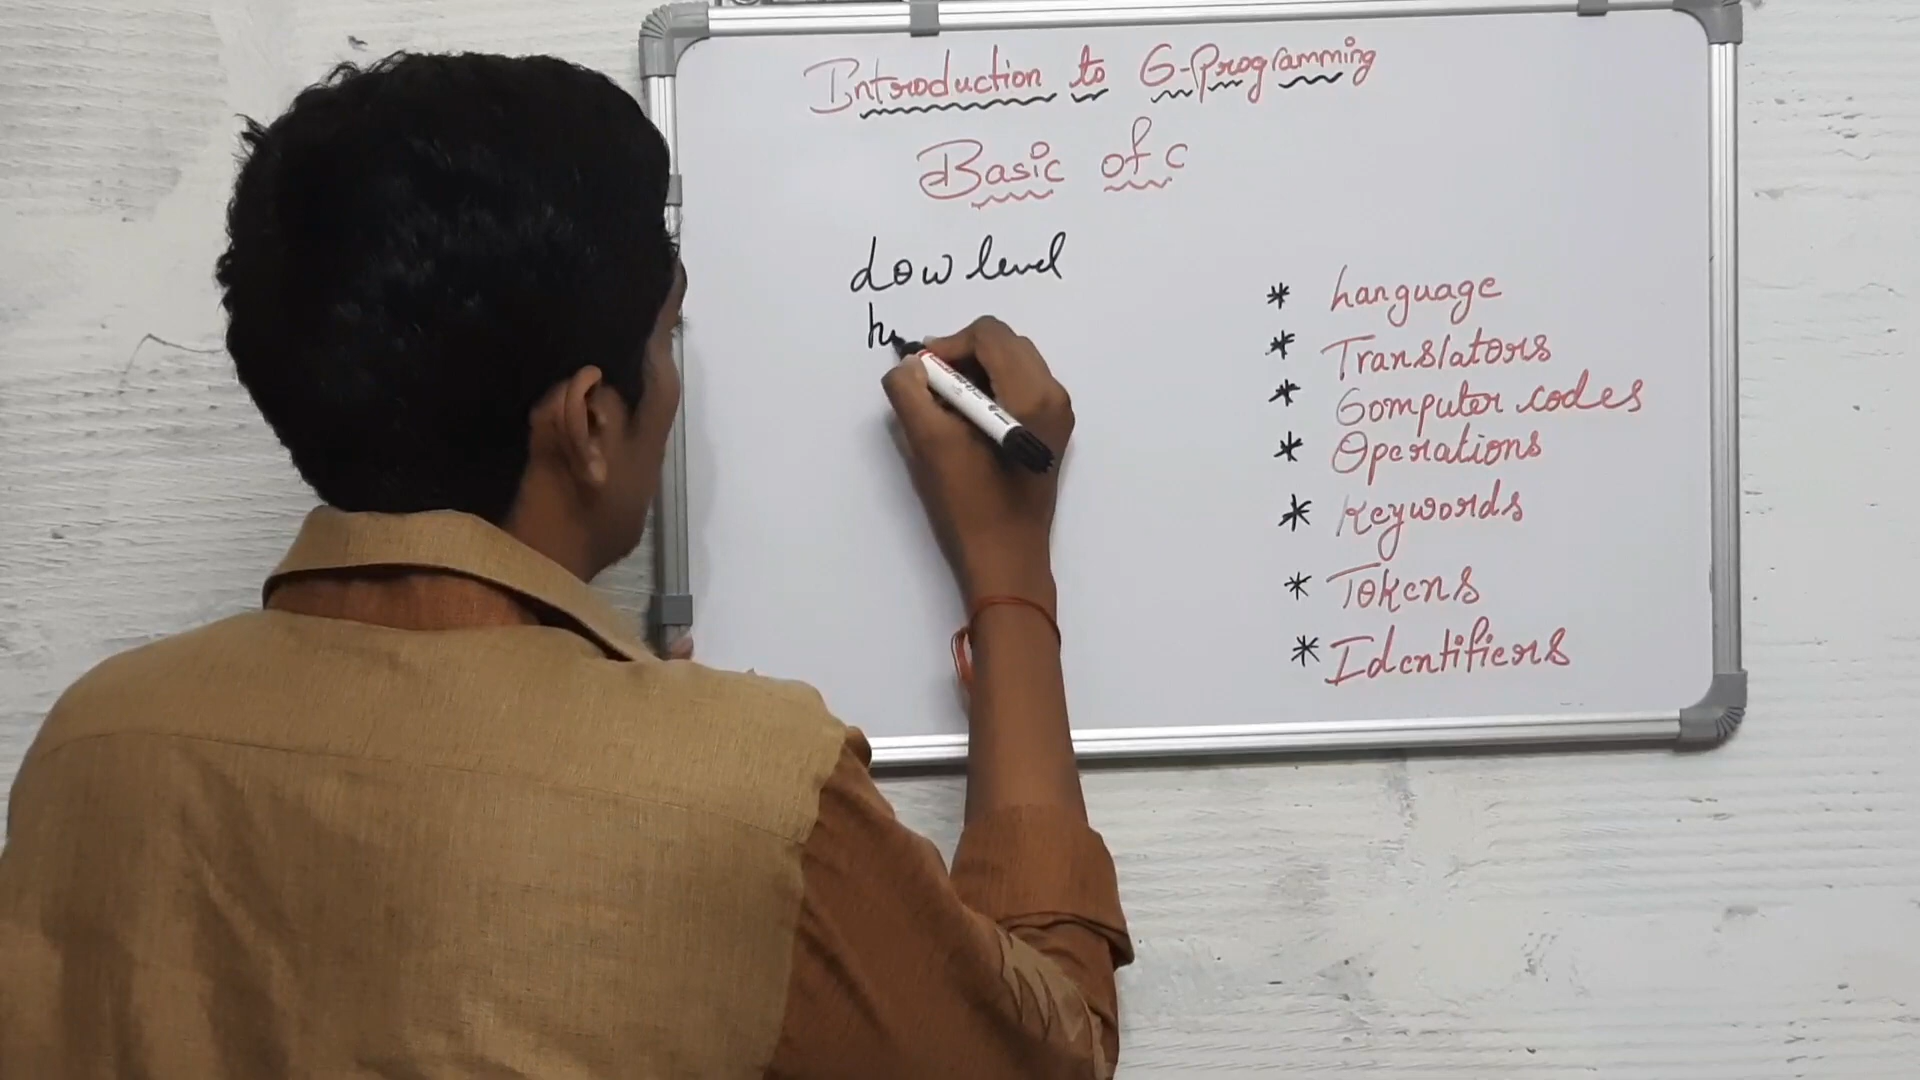 Introduction to C-Programming
Basic of c
Low level
* Language
* Translators
* Computer codes
* Operations
* Keywords
* Tokens
* Identifiers